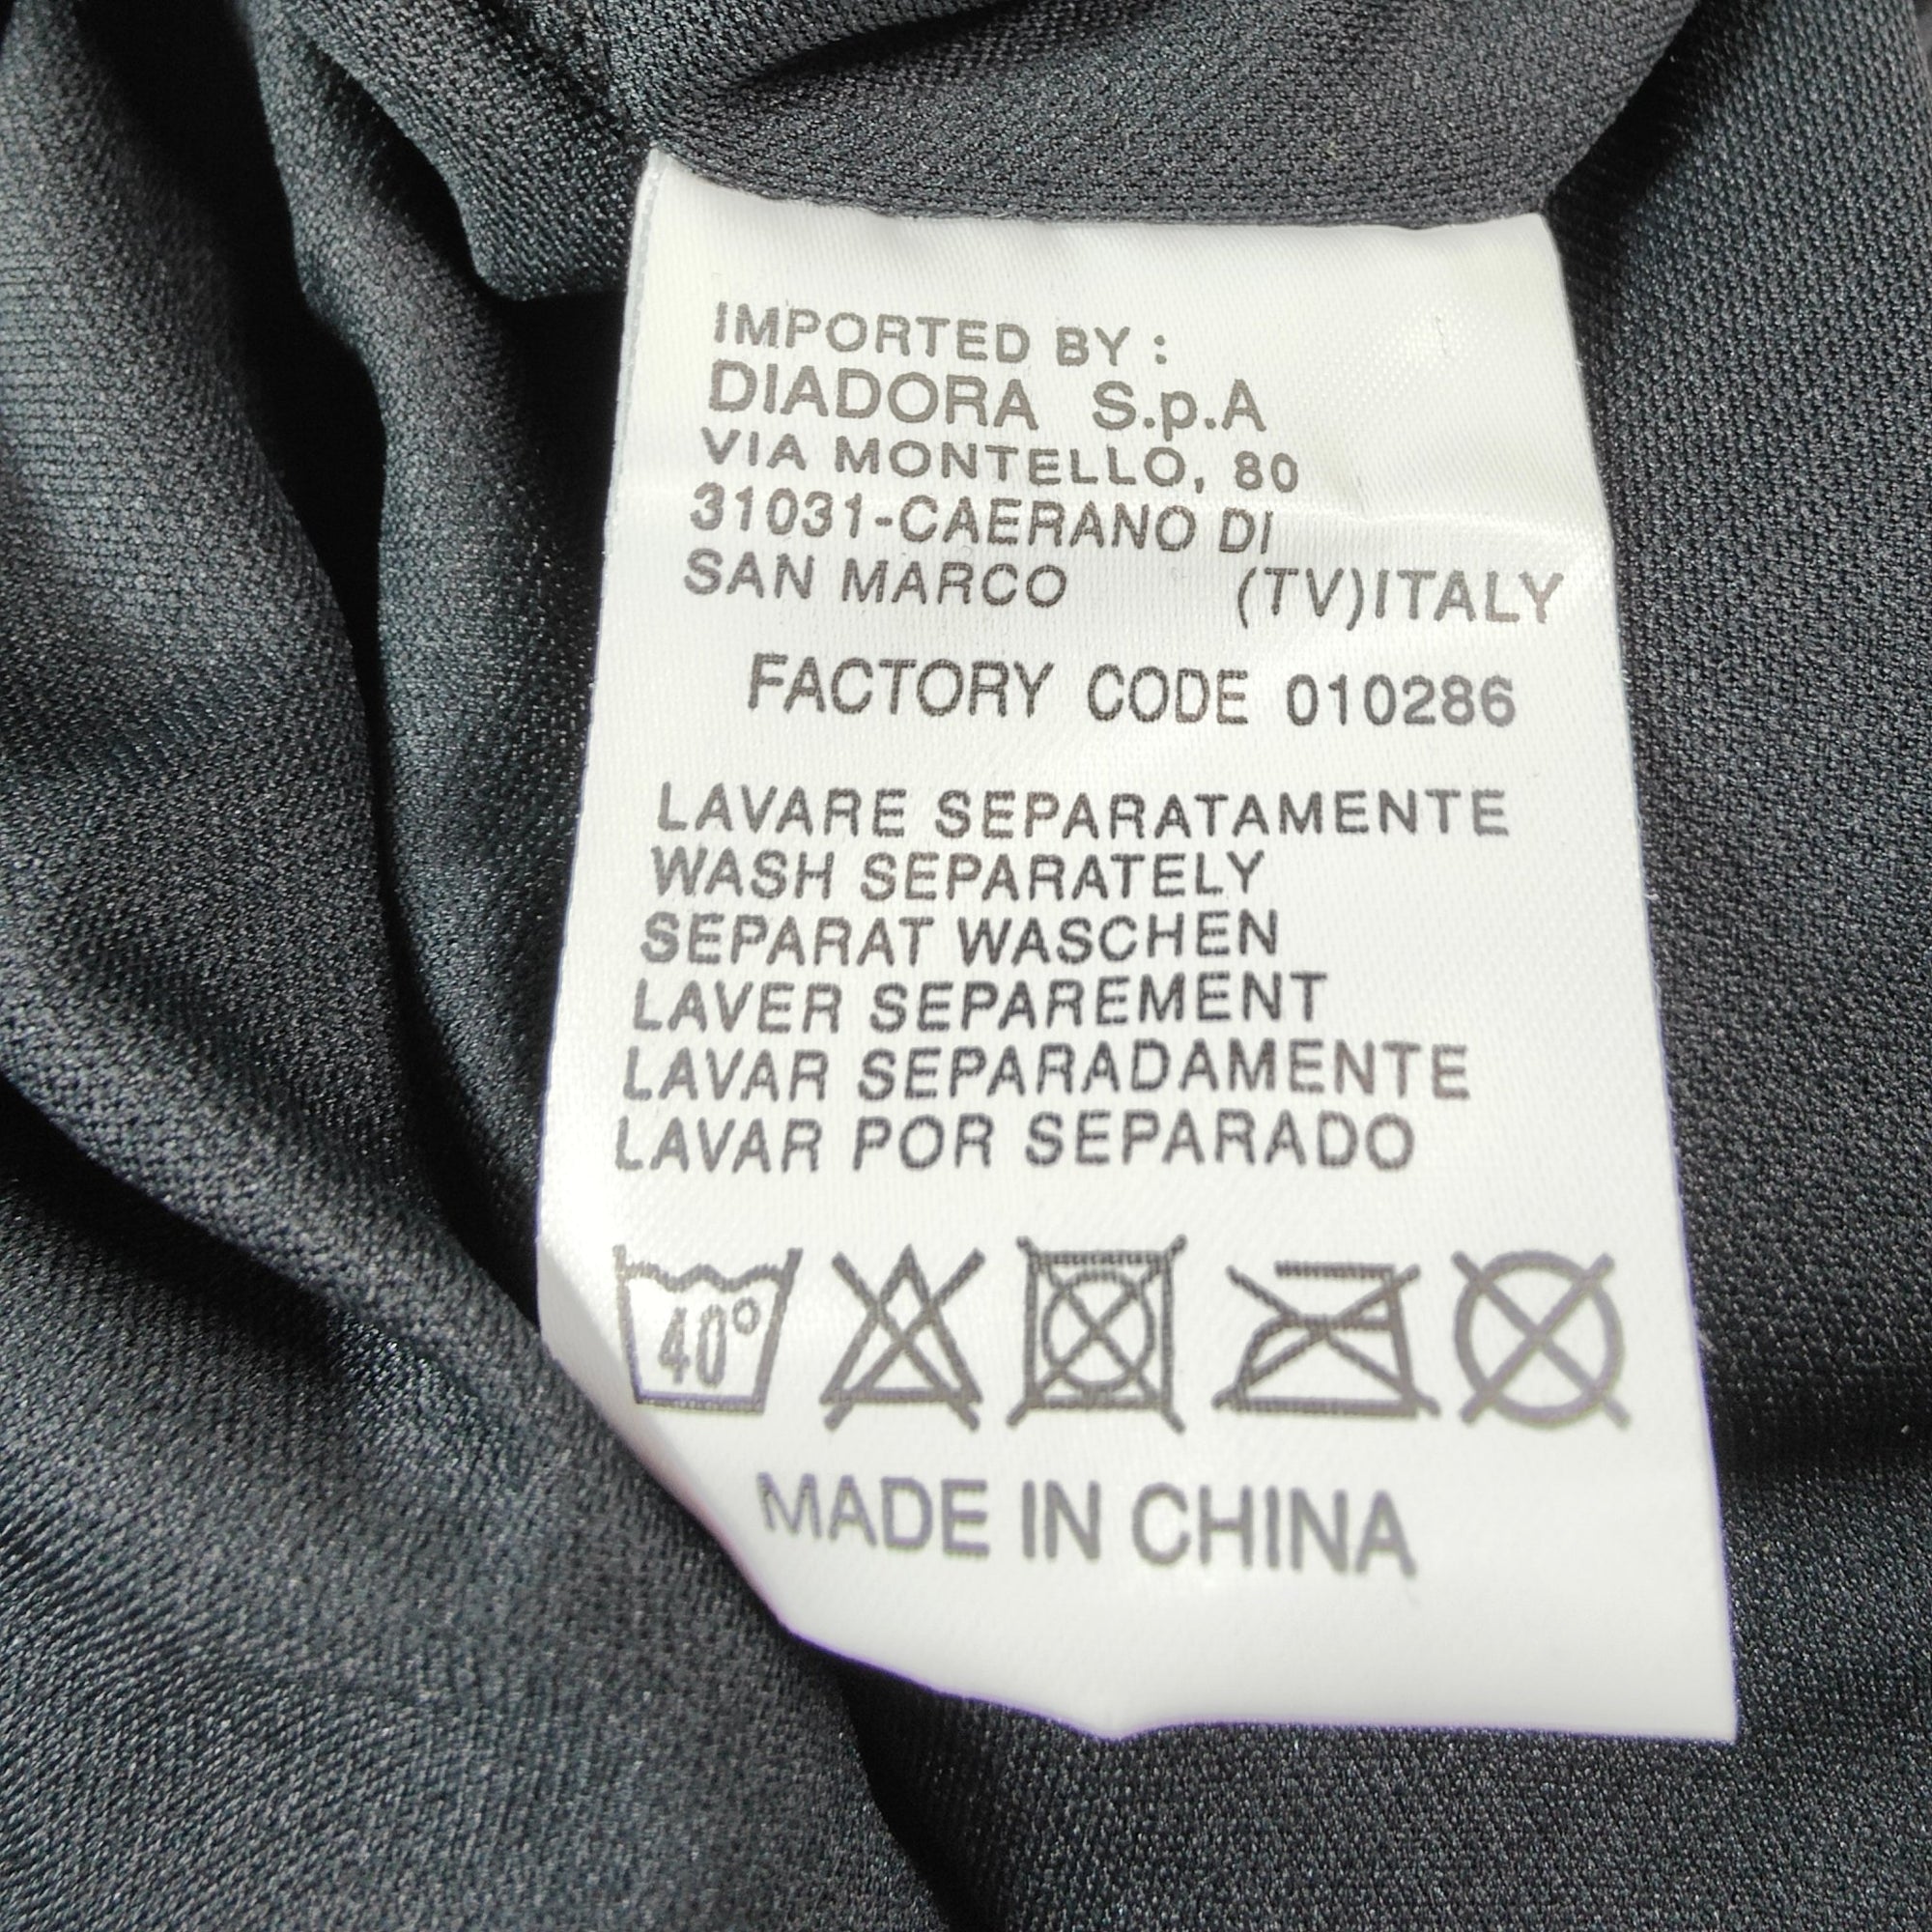 IMPORTED BY :
DIADORA S.p.A
VIA MONTELLO, 80
31031-CAERANO DI
SAN MARCO (TV)ITALY
FACTORY CODE 010286
LAVARE SEPARATAMENTE
WASH SEPARATELY
SEPARAT WASCHEN
LAVER SEPAREMENT
LAVAR SEPARADAMENTE
LAVAR POR SEPARADO
40°
MADE IN CHINA